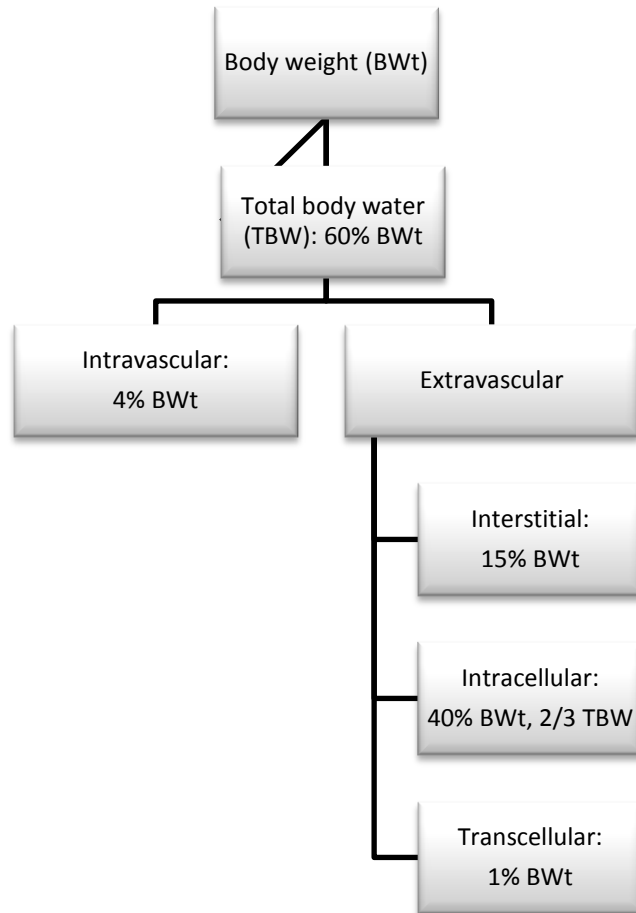 Body weight (BWt)
Total body water
(TBW): 60% BWt
Intravascular:
4% BWt
Extravascular
Interstitial:
15% BWt
Intracellular:
40% BWt, 2/3 TBW
Transcellular:
1% BWt